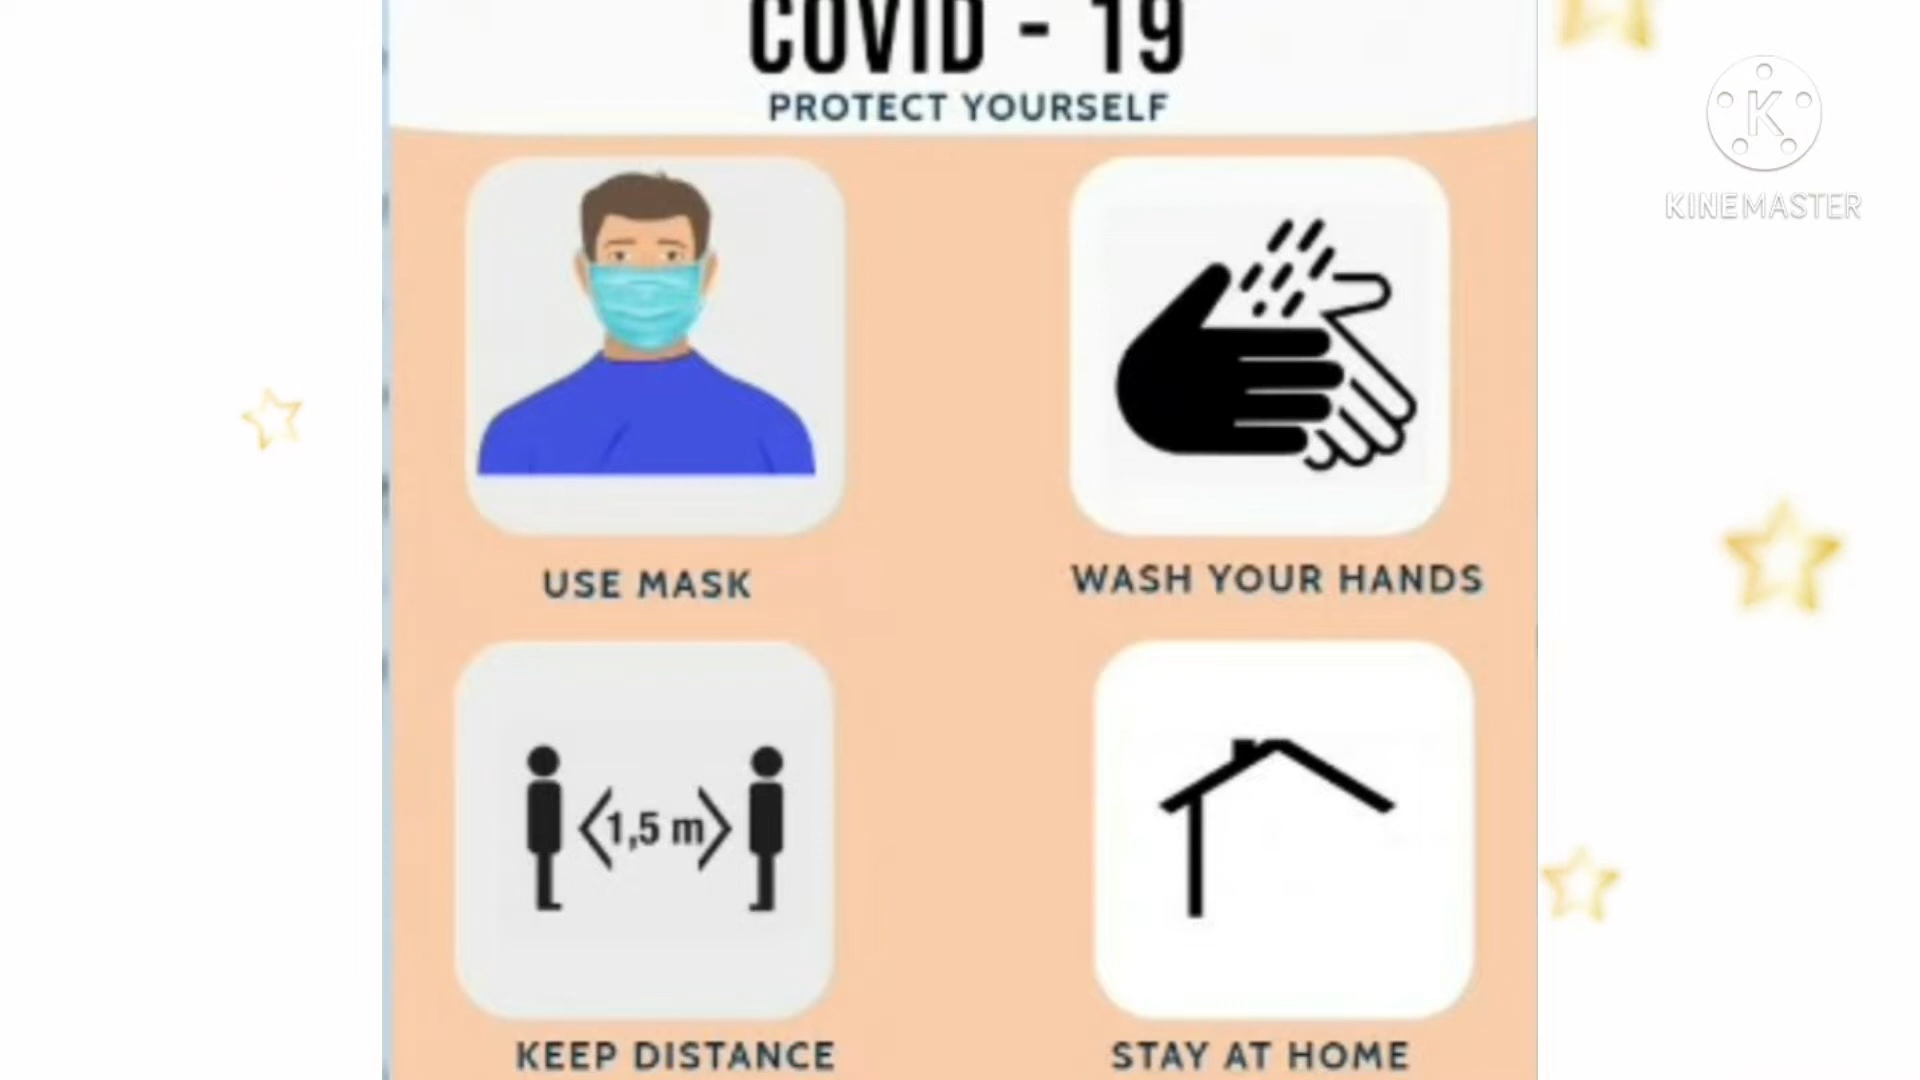 COVID - 19
PROTECT YOURSELF
K
KINEMASTER
USE MASK
WASH YOUR HANDS
1,5 m
KEEP DISTANCE
STAY AT HOME